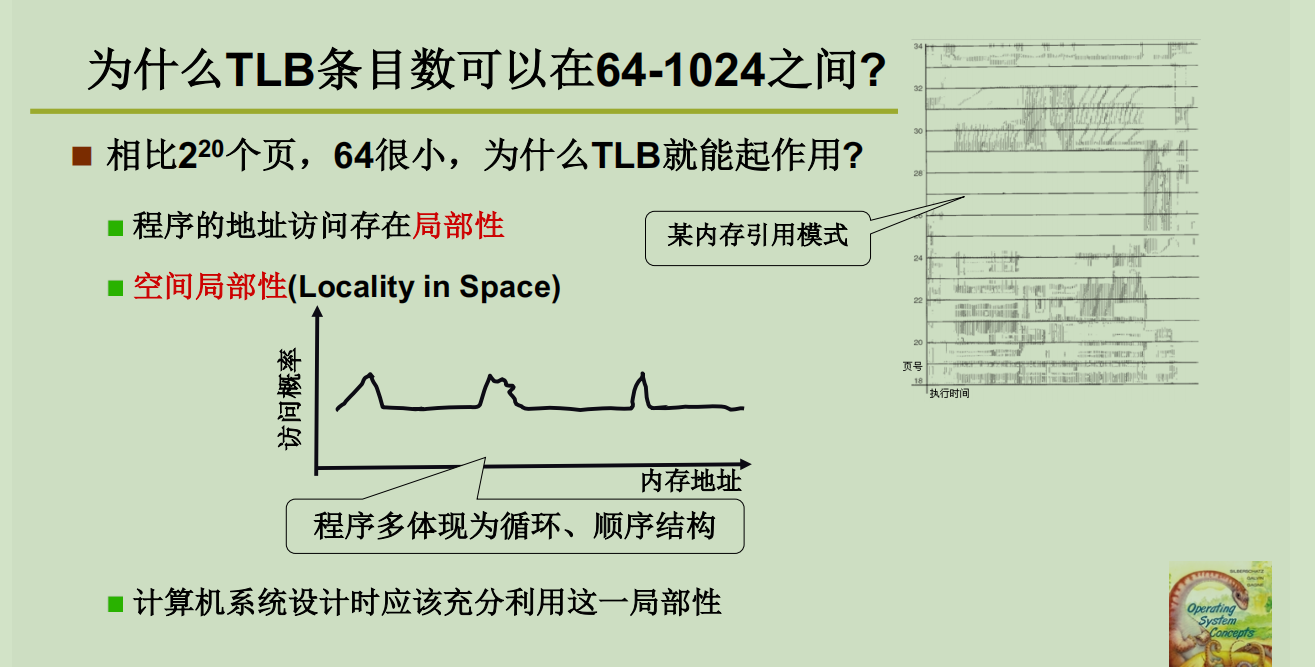 为什么TLB条目数可以在64-1024之间?
相比2²⁰个页，64很小，为什么TLB就能起作用?
程序的地址访问存在局部性
空间局部性(Locality in Space)
访问概率
内存地址
程序多体现为循环、顺序结构
计算机系统设计时应该充分利用这一局部性
某内存引用模式
34
32
30
28
24
22
20
页号
18
执行时间
SILBERSCHATZ
GALVIN
GAGNE
Operating
System
Concepts